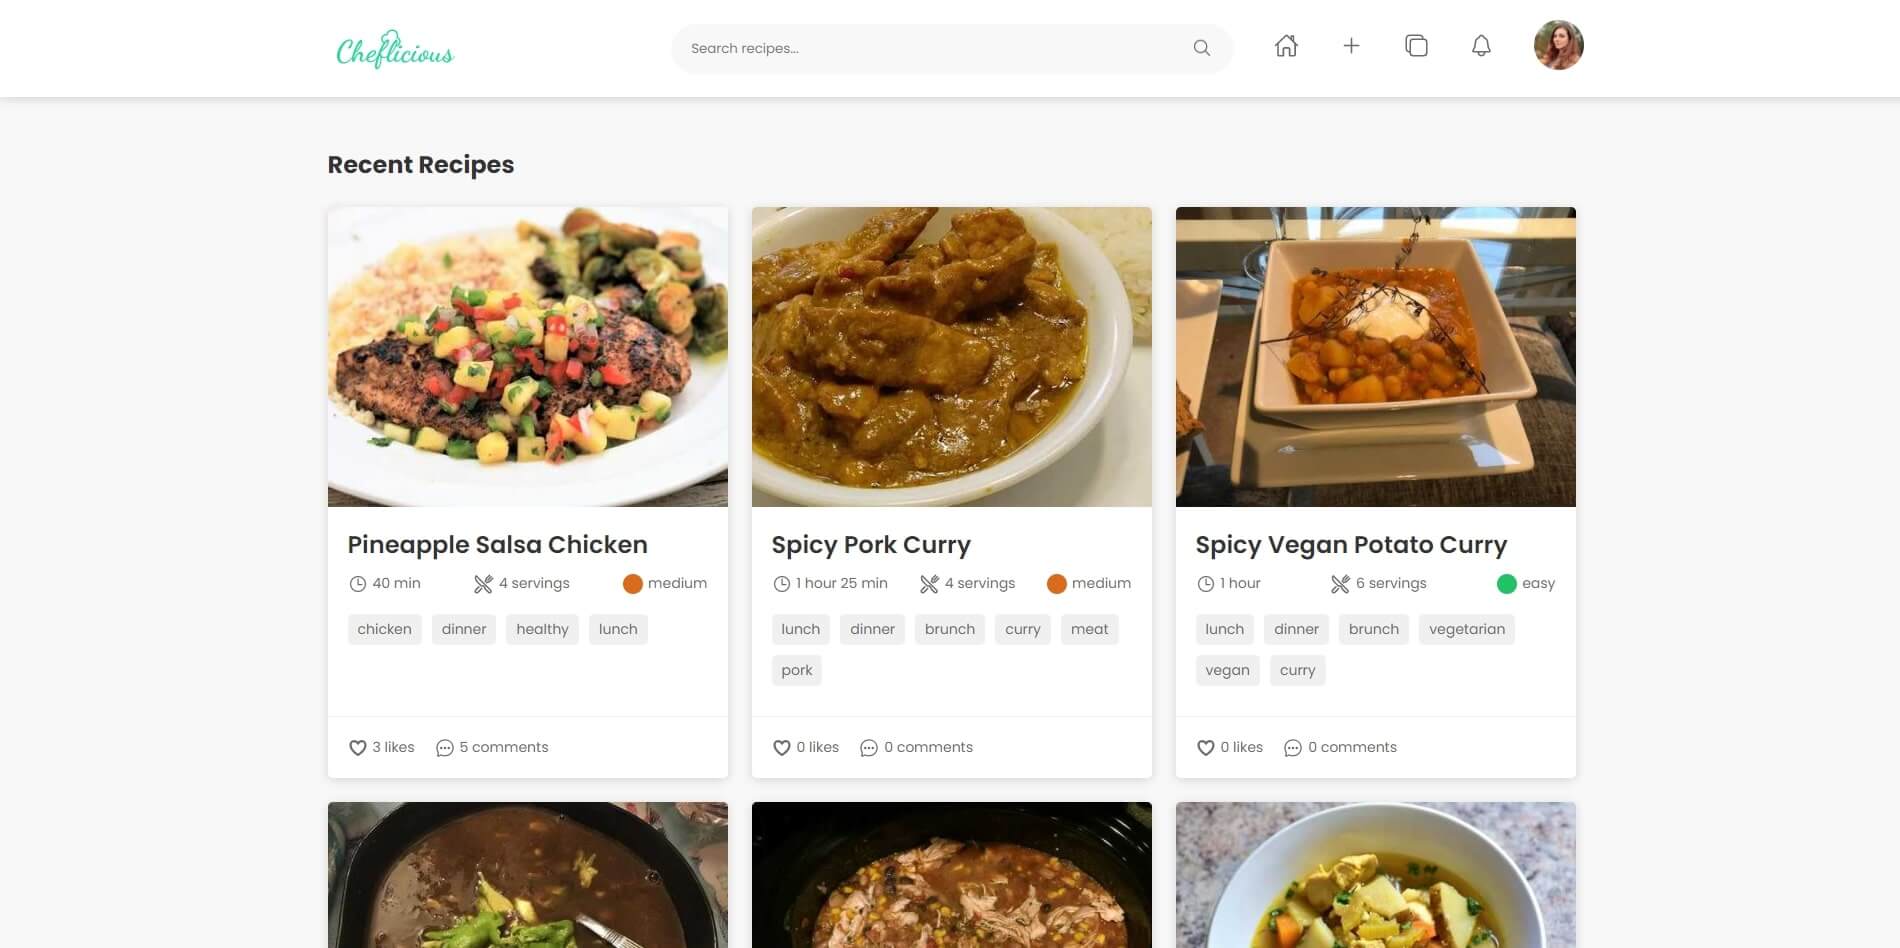 Cheflicious
Search recipes...
Recent Recipes
Pineapple Salsa Chicken
40 min 4 servings medium
chicken dinner healthy lunch
3 likes 5 comments
Spicy Pork Curry
1 hour 25 min 4 servings medium
lunch dinner brunch curry meat
pork
0 likes 0 comments
Spicy Vegan Potato Curry
1 hour 6 servings easy
lunch dinner brunch vegetarian
vegan curry
0 likes 0 comments